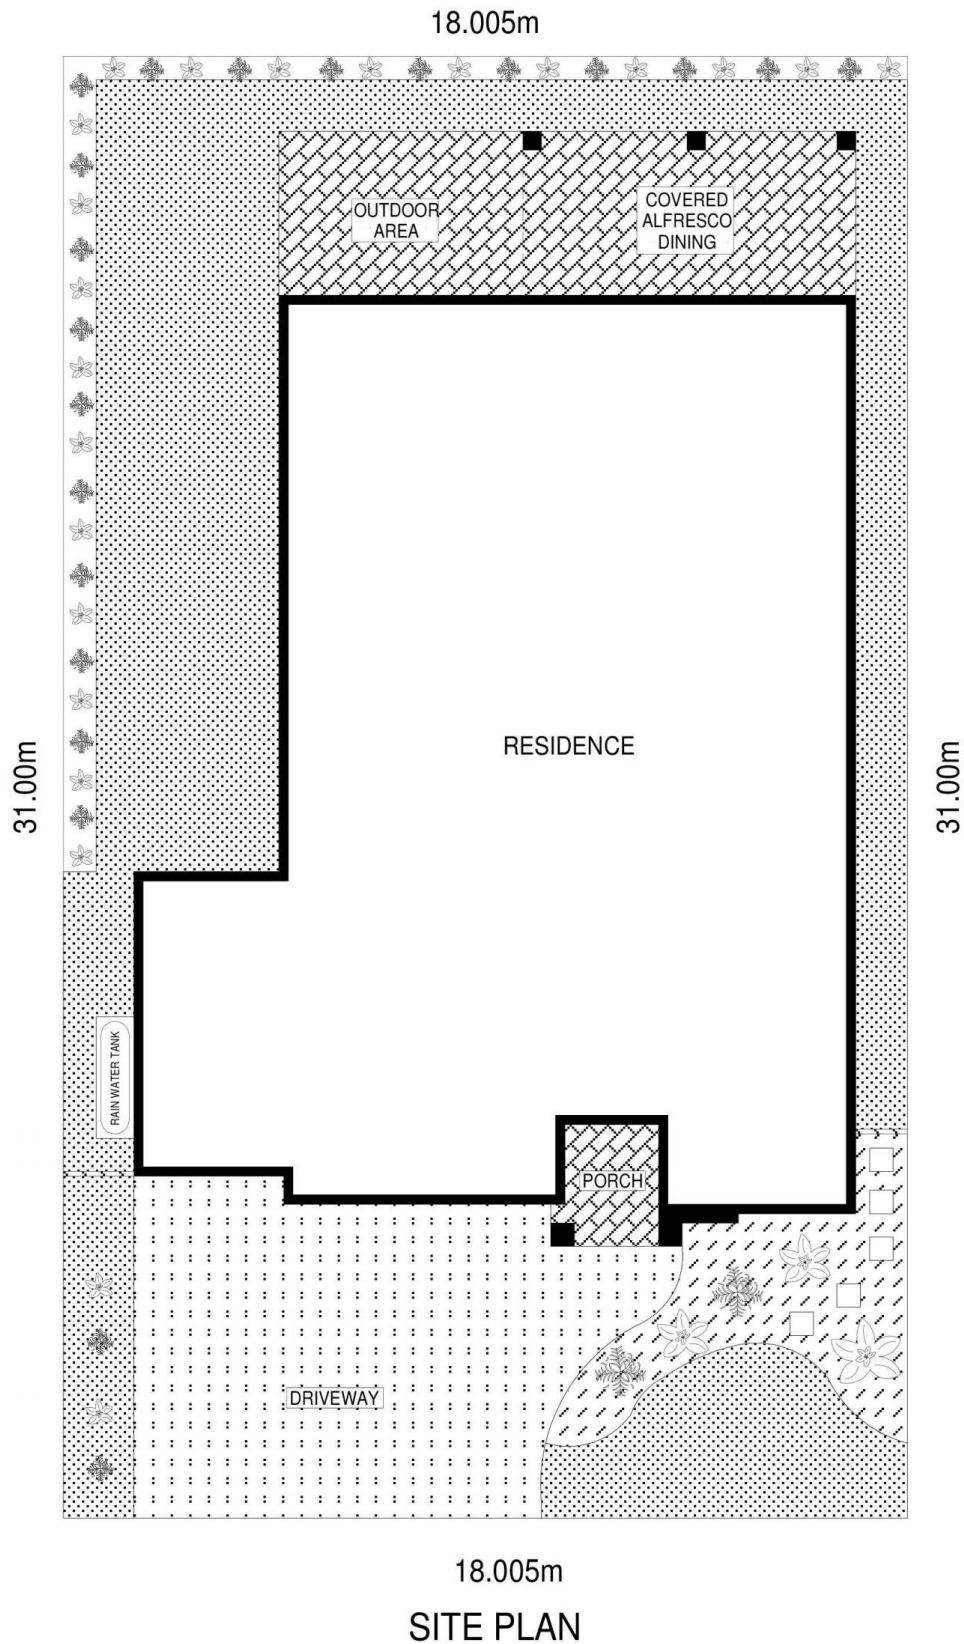 18.005m
OUTDOOR
AREA
COVERED
ALFRESCO
DINING
RESIDENCE
31.00m
31.00m
RAIN WATER TANK
PORCH
DRIVEWAY
18.005m
SITE PLAN